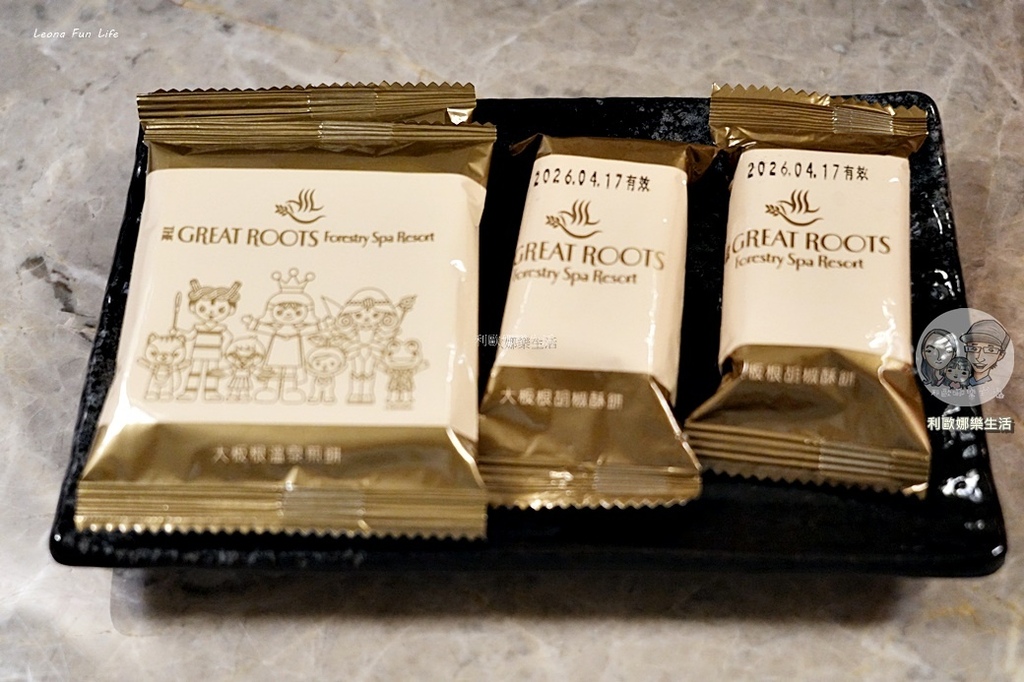 Leona Fun Life
THE GREAT ROOTS Forestry Spa Resort
大板根溫泉煎餅
2026.04.17有效
GREAT ROOTS
Forestry Spa Resort
大板根胡椒酥餅
2026.04.17有效
GREAT ROOTS
Forestry Spa Resort
板根胡椒酥餅
利歐娜樂生活
利歐娜樂生活